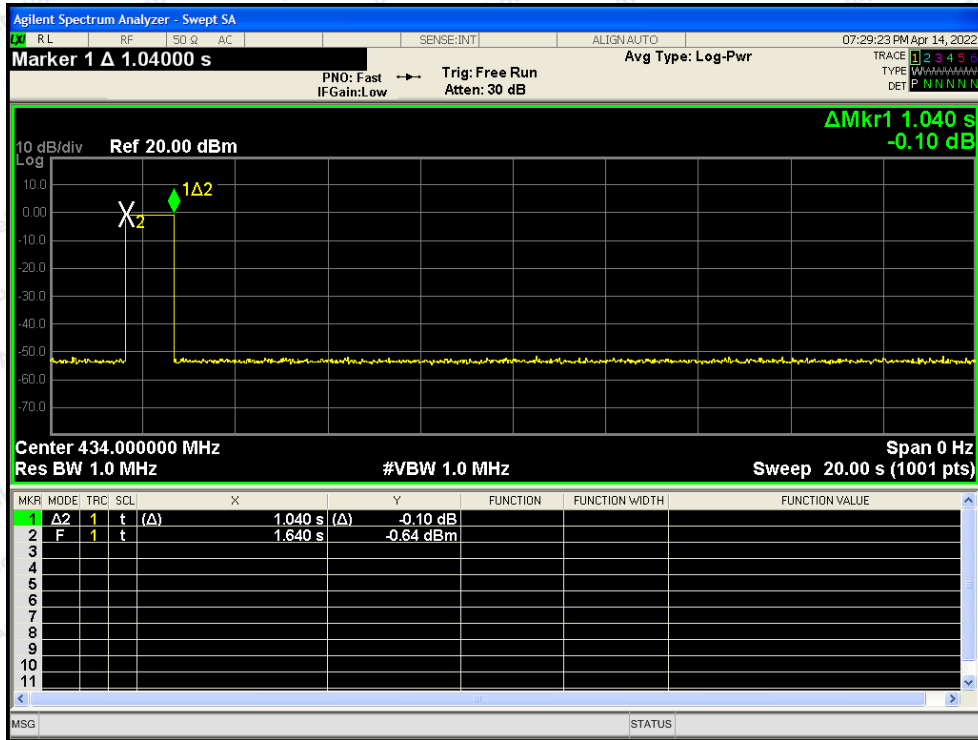 Agilent Spectrum Analyzer - Swept SA
LXI RL RF 50 Ω AC SENSE:INT ALIGN AUTO 07:29:23 PM Apr 14, 2022
Marker 1 Δ 1.04000 s Avg Type: Log-Pwr TRACE 1 2 3 4 5 6
PNO: Fast Trig: Free Run TYPE WWWWWW
IFGain:Low Atten: 30 dB DET P N N N N N
ΔMkr1 1.040 s
10 dB/div Ref 20.00 dBm -0.10 dB
Log
10.0
1Δ2
0.00
X2
-10.0
-20.0
-30.0
-40.0
-50.0
-60.0
-70.0
Center 434.000000 MHz Span 0 Hz
Res BW 1.0 MHz #VBW 1.0 MHz Sweep 20.00 s (1001 pts)
MKR MODE TRC SCL X Y FUNCTION FUNCTION WIDTH FUNCTION VALUE
1 Δ2 1 t (Δ) 1.040 s (Δ) -0.10 dB
2 F 1 t 1.640 s -0.64 dBm
3
4
5
6
7
8
9
10
11
MSG STATUS